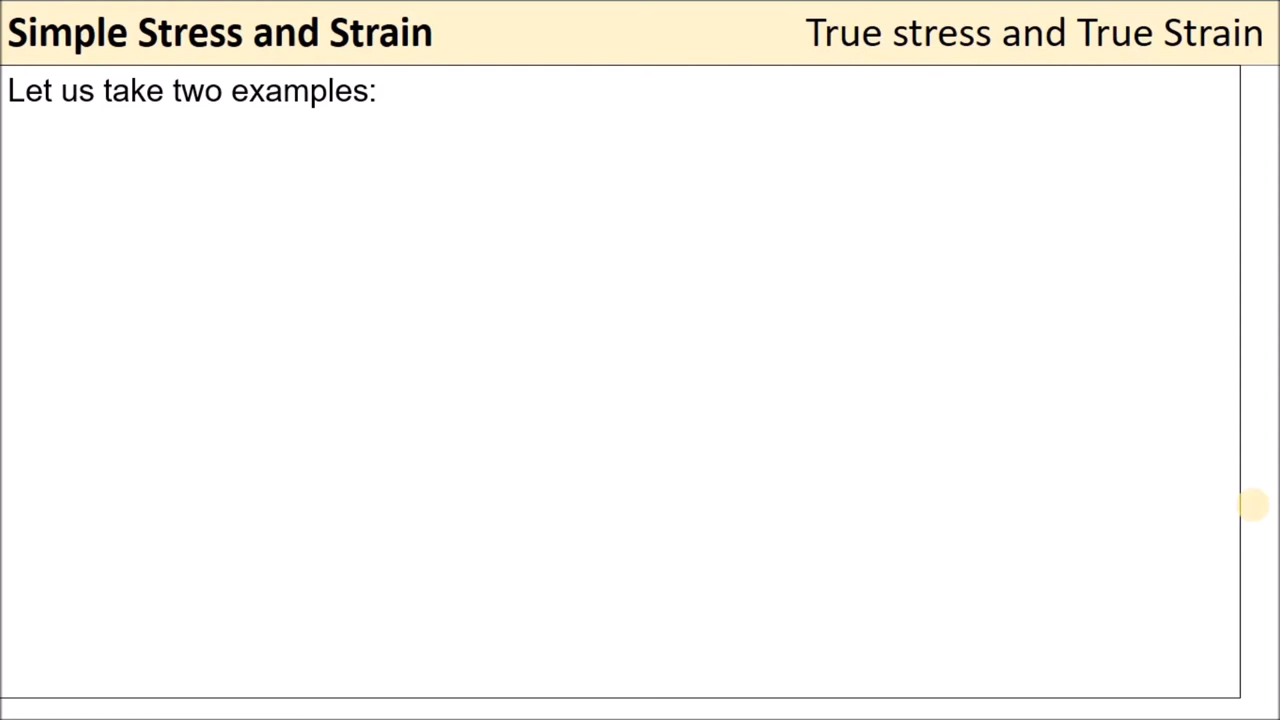 Simple Stress and Strain
True stress and True Strain
Let us take two examples: